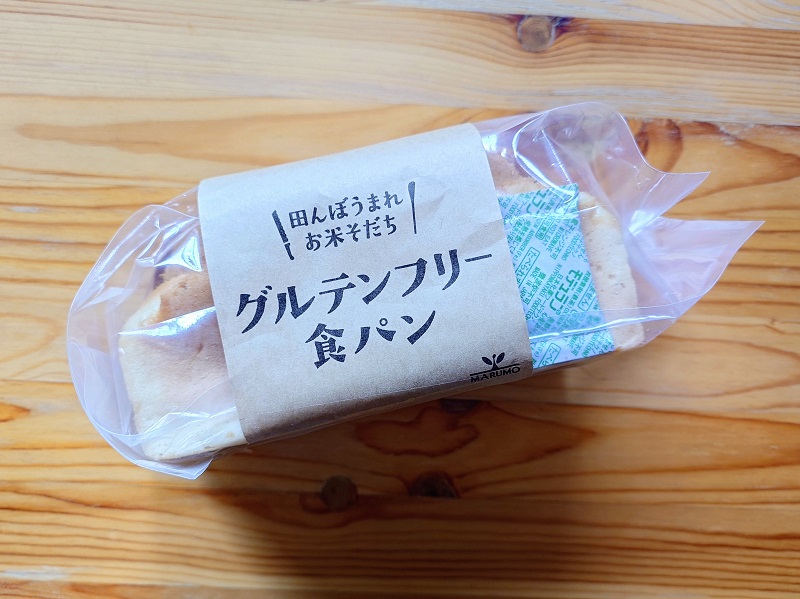 田んぼうまれ
お米そだち
グルテンフリー
食パン
MARUMO